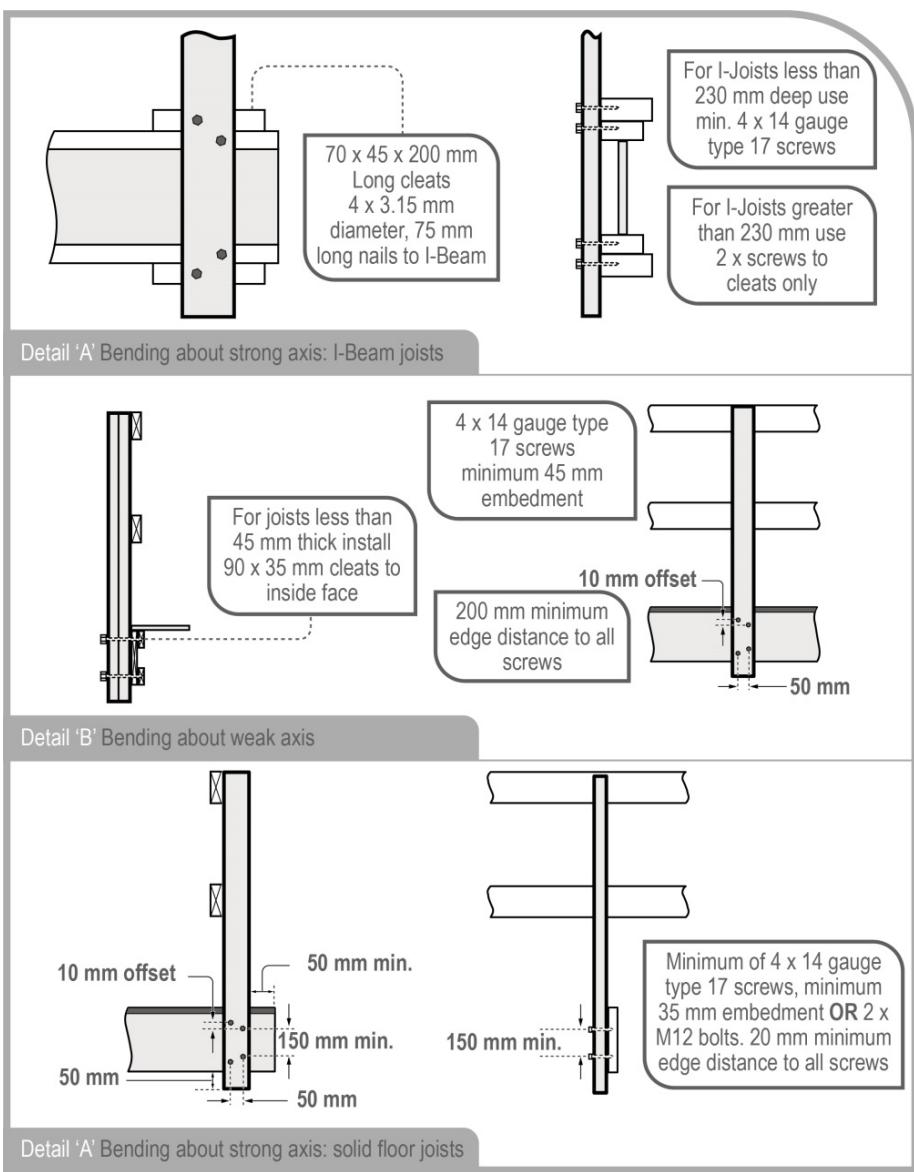 70 x 45 x 200 mm
Long cleats
4 x 3.15 mm
diameter, 75 mm
long nails to I-Beam
For I-Joists less than
230 mm deep use
min. 4 x 14 gauge
type 17 screws
For I-Joists greater
than 230 mm use
2 x screws to
cleats only
Detail ‘A’ Bending about strong axis: I-Beam joists
For joists less than
45 mm thick install
90 x 35 mm cleats to
inside face
4 x 14 gauge type
17 screws
minimum 45 mm
embedment
10 mm offset
200 mm minimum
edge distance to all
screws
50 mm
Detail ‘B’ Bending about weak axis
10 mm offset
50 mm min.
150 mm min.
50 mm
50 mm
150 mm min.
Minimum of 4 x 14 gauge
type 17 screws, minimum
35 mm embedment OR 2 x
M12 bolts. 20 mm minimum
edge distance to all screws
Detail ‘A’ Bending about strong axis: solid floor joists